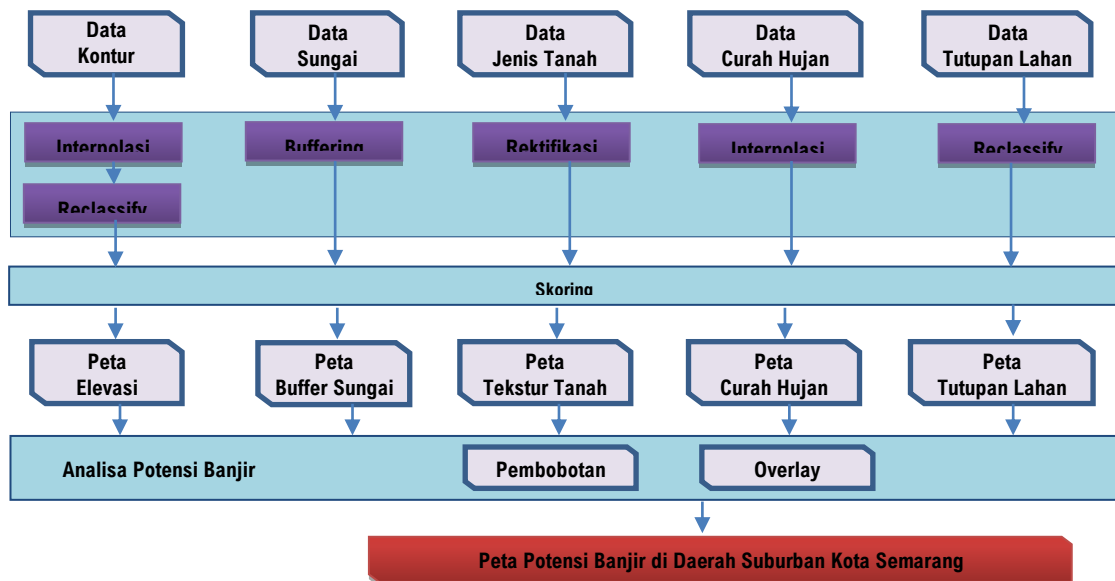 Data
Kontur
Data
Sungai
Data
Jenis Tanah
Data
Curah Hujan
Data
Tutupan Lahan
Interpolasi
Buffering
Rektifikasi
Interpolasi
Reclassify
Reclassify
Skoring
Peta
Elevasi
Peta
Buffer Sungai
Peta
Tekstur Tanah
Peta
Curah Hujan
Peta
Tutupan Lahan
Analisa Potensi Banjir
Pembobotan
Overlay
Peta Potensi Banjir di Daerah Suburban Kota Semarang